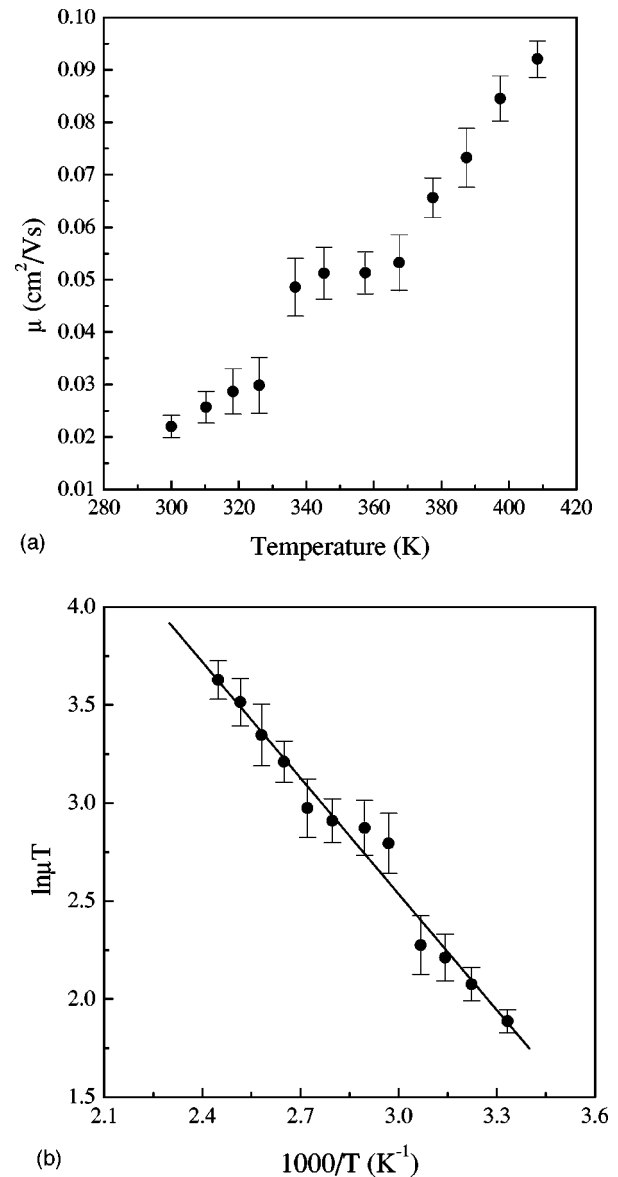 0.10
0.09
0.08
0.07
0.06
0.05
0.04
0.03
0.02
0.01
μ (cm²/Vs)
280 300 320 340 360 380 400 420
(a)
Temperature (K)
4.0
3.5
3.0
2.5
2.0
1.5
lnμT
2.1 2.4 2.7 3.0 3.3 3.6
(b)
1000/T (K⁻¹)